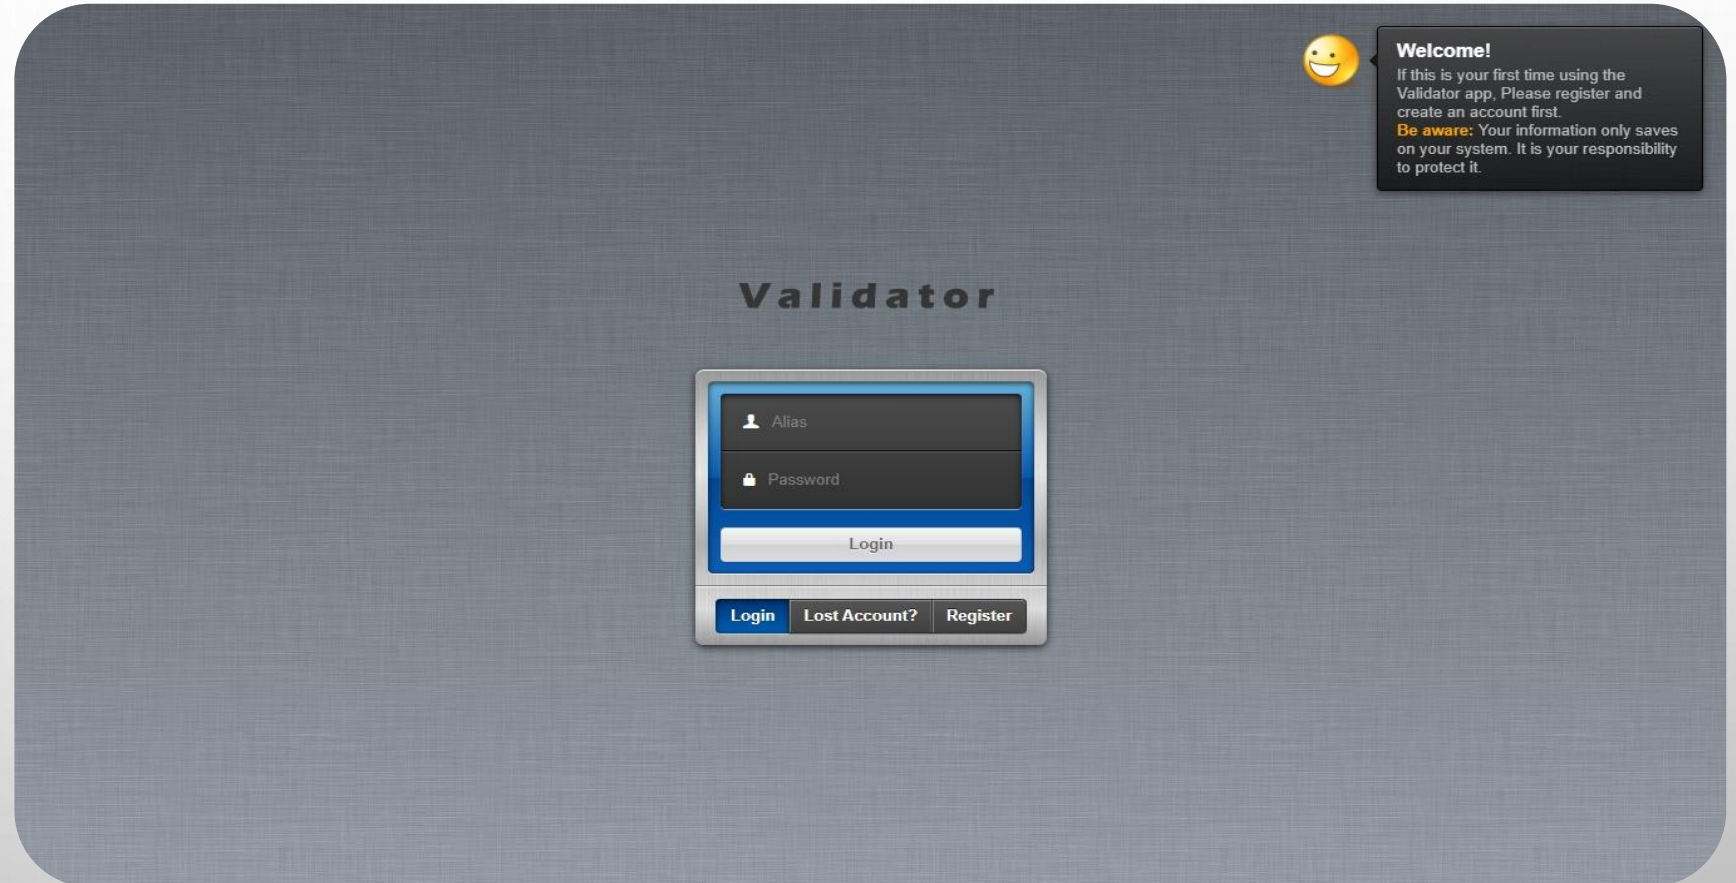 Welcome!
If this is your first time using the
Validator app, Please register and
create an account first.
Be aware: Your information only saves
on your system. It is your responsibility
to protect it.
Validator
Alias
Password
Login
Login Lost Account? Register